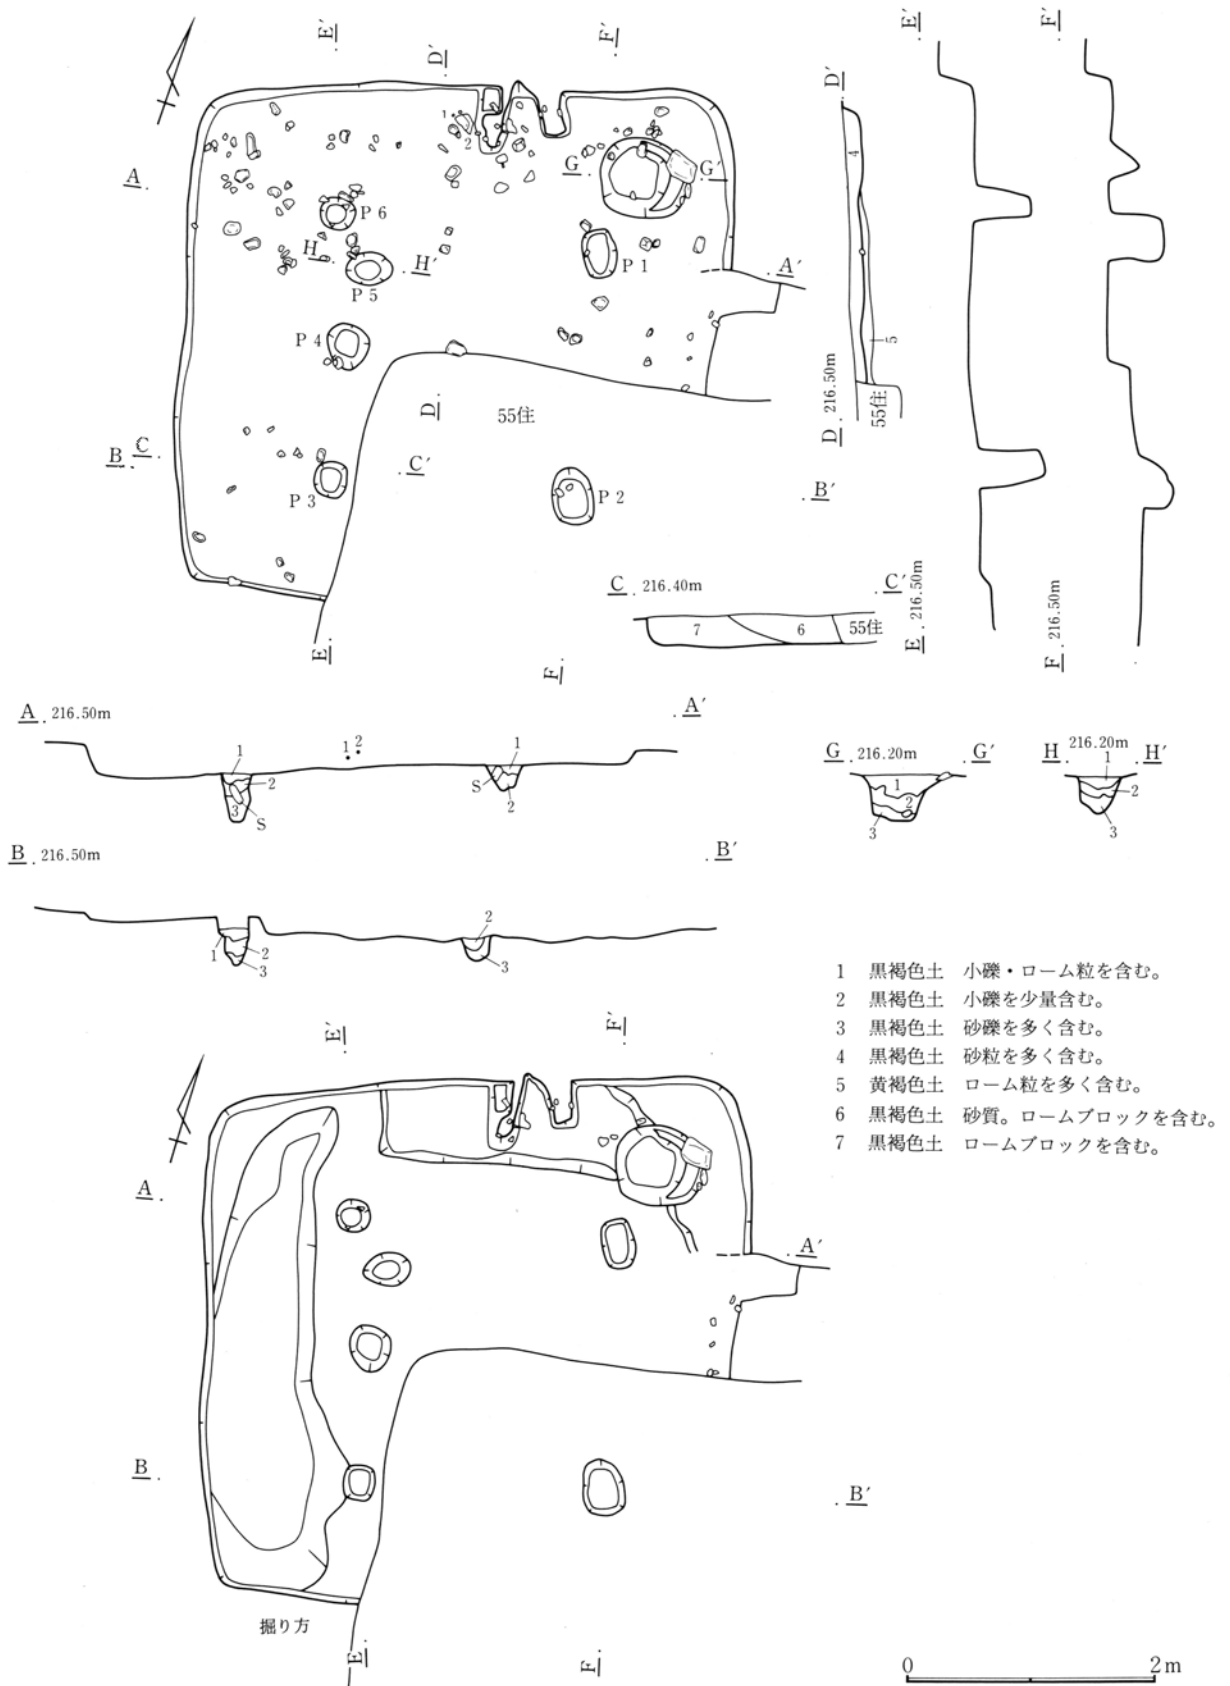 E′
F′
D′
A
1
2
G
G′
P 6
H
H′
P 5
P 1
A′
P 4
D
55住
B
C
C′
P 3
P 2
B′
E
F
D′
4
5
D . 216.50m
55住
E′
F′
E . 216.50m
F . 216.50m
C . 216.40m
C′
7
6
55住
A . 216.50m
A′
1
2
3
S
1 2
1
S
2
G . 216.20m
G′
1
2
3
H 216.20m
H′
1
2
3
B . 216.50m
B′
1
2
3
2
3
1 黒褐色土 小礫・ローム粒を含む。
2 黒褐色土 小礫を少量含む。
3 黒褐色土 砂礫を多く含む。
4 黒褐色土 砂粒を多く含む。
5 黄褐色土 ローム粒を多く含む。
6 黒褐色土 砂質。ロームブロックを含む。
7 黒褐色土 ロームブロックを含む。
E′
F′
A
A′
B
B′
掘り方
E
F
0 2m